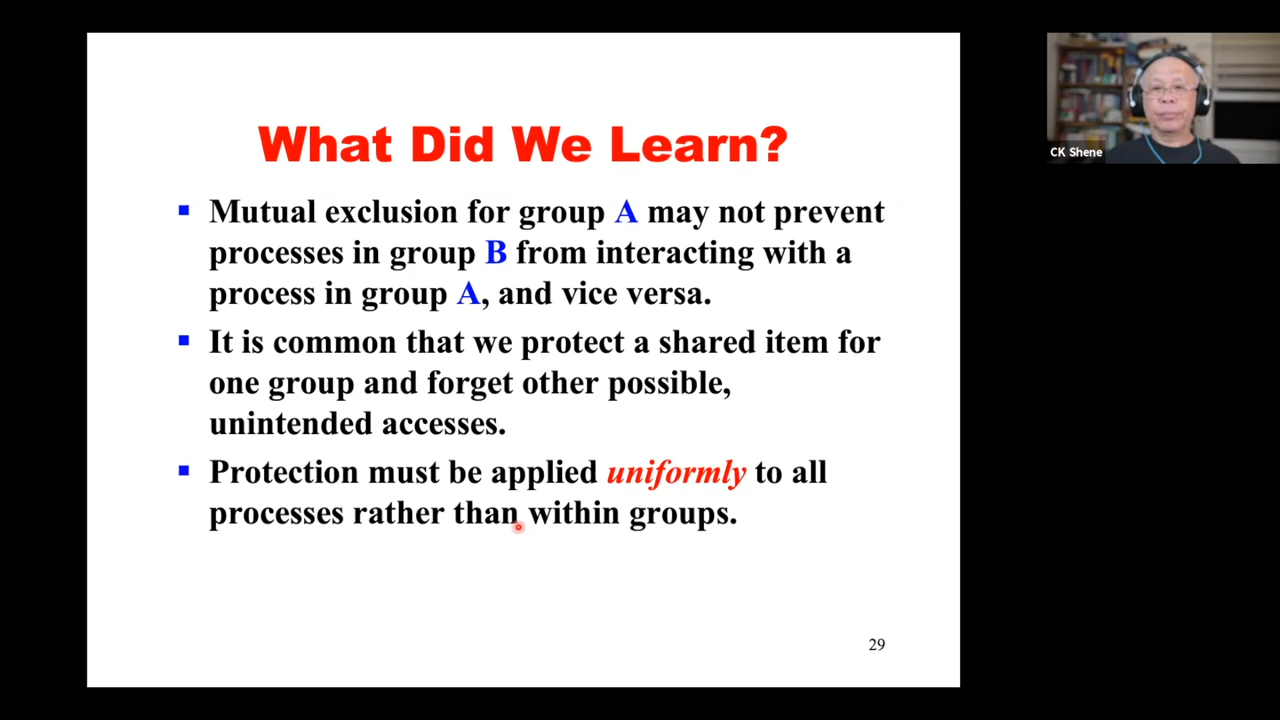 What Did We Learn?
▪ Mutual exclusion for group A may not prevent
processes in group B from interacting with a
process in group A, and vice versa.
▪ It is common that we protect a shared item for
one group and forget other possible,
unintended accesses.
▪ Protection must be applied uniformly to all
processes rather than within groups.
29
CK Shene